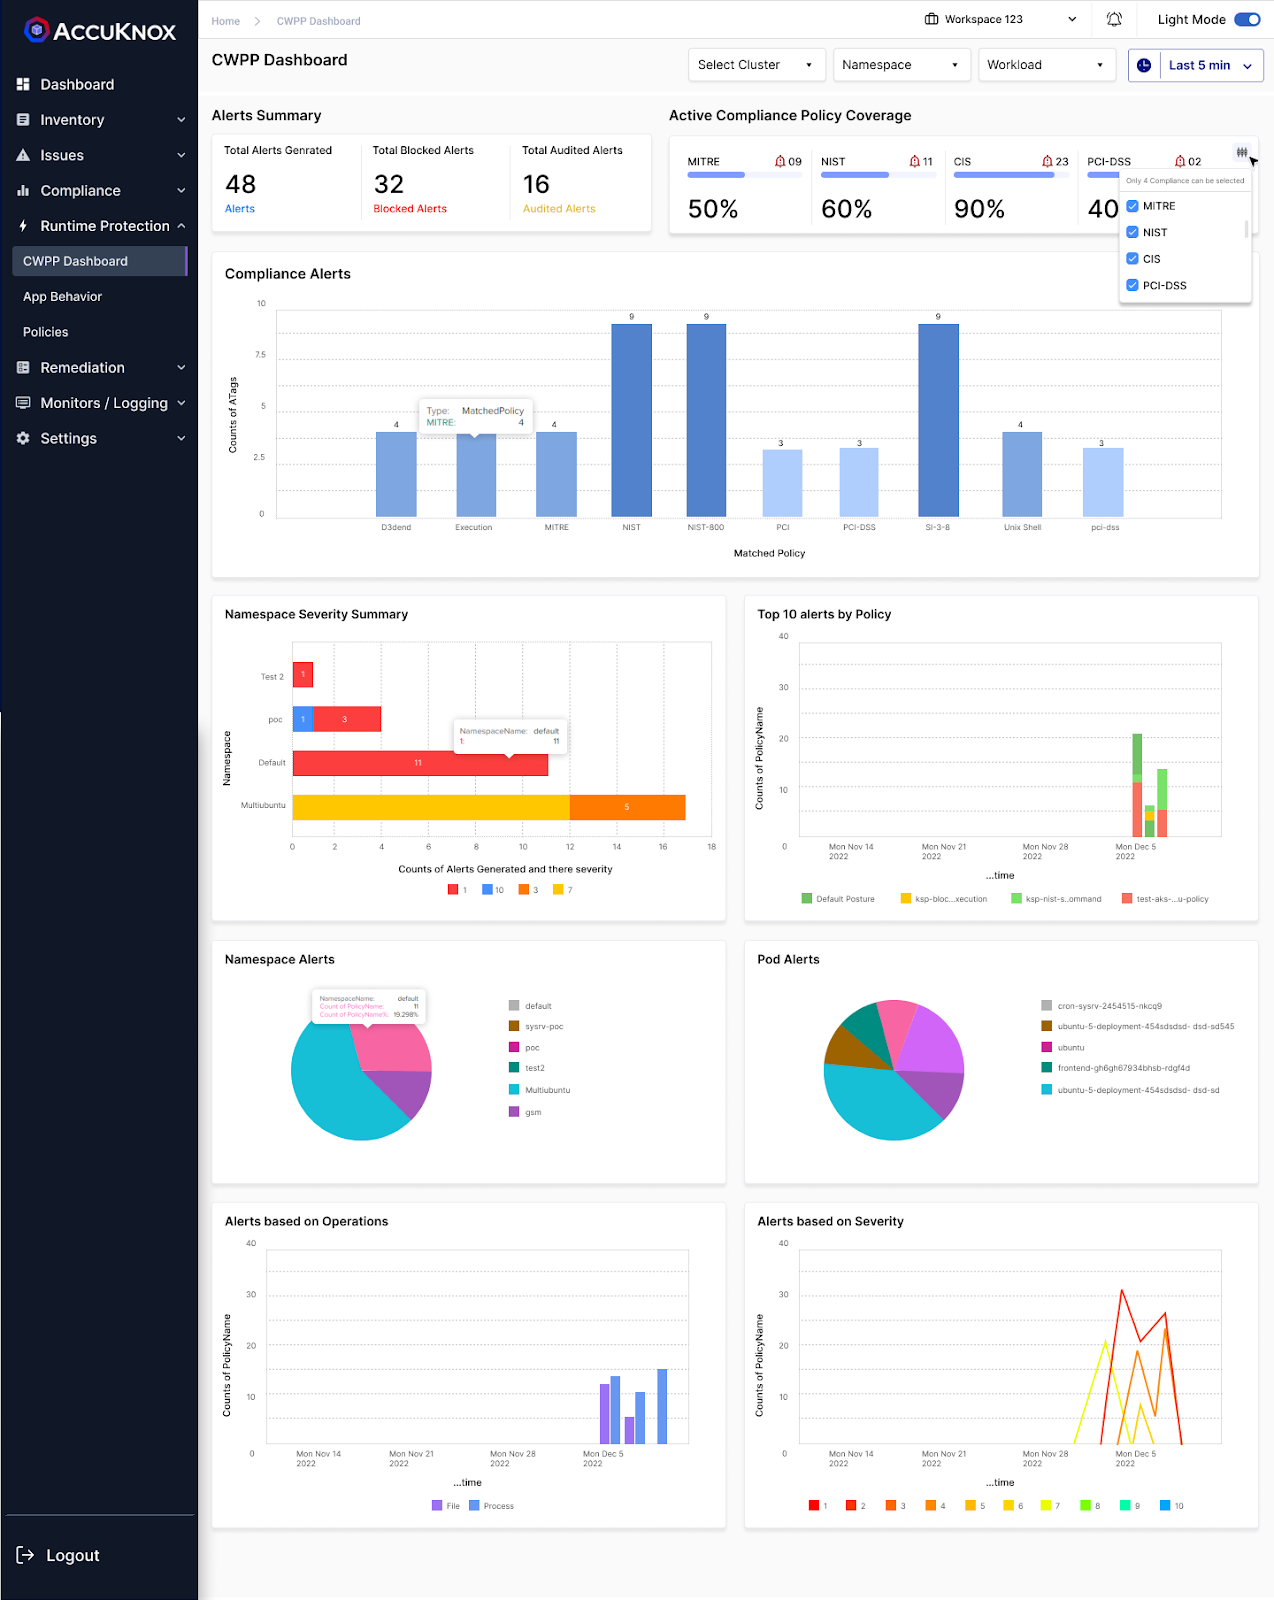 AccuKnox
Home > CWPP Dashboard
Workspace 123
Light Mode
Dashboard
Inventory
Issues
Compliance
Runtime Protection
CWPP Dashboard
App Behavior
Policies
Remediation
Monitors / Logging
Settings
Logout
CWPP Dashboard
Select Cluster
Namespace
Workload
Last 5 min
Alerts Summary
Total Alerts Genrated
48
Alerts
Total Blocked Alerts
32
Blocked Alerts
Total Audited Alerts
16
Audited Alerts
Active Compliance Policy Coverage
MITRE 09
50%
NIST 11
60%
CIS 23
90%
PCI-DSS 02
40
Only 4 Compliance can be selected
MITRE
NIST
CIS
PCI-DSS
Compliance Alerts
Counts of ATags
10
7.5
5
2.5
0
4
Type: MatchedPolicy
MITRE: 4
4
9
9
3
3
9
4
3
D3dend
Execution
MITRE
NIST
NIST-800
PCI
PCI-DSS
SI-3-8
Unix Shell
pci-dss
Matched Policy
Namespace Severity Summary
Namespace
Test 2
1
poc
1 3
Default
11
NamespaceName: default
1: 11
Multiubuntu
5
0 2 4 6 8 10 12 14 16 18
Counts of Alerts Generated and there severity
1 10 3 7
Top 10 alerts by Policy
Counts of PolicyName
40
30
20
10
0
Mon Nov 14
2022
Mon Nov 21
2022
Mon Nov 28
2022
Mon Dec 5
2022
...time
Default Posture
ksp-bloc...xecution
ksp-nist-s..ommand
test-aks-...u-policy
Namespace Alerts
NamespaceName: default
Count of PolicyName: 11
Count of PolicyName%: 19.298%
default
sysrv-poc
poc
test2
Multiubuntu
gsm
Pod Alerts
cron-sysrv-2454515-nkcq9
ubuntu-5-deployment-454sdsdsd- dsd-sd545
ubuntu
frontend-gh6gh67934bhsb-rdgf4d
ubuntu-5-deployment-454sdsdsd- dsd-sd
Alerts based on Operations
Counts of PolicyName
40
30
20
10
0
Mon Nov 14
2022
Mon Nov 21
2022
Mon Nov 28
2022
Mon Dec 5
2022
...time
File
Process
Alerts based on Severity
Counts of PolicyName
40
30
20
10
0
Mon Nov 14
2022
Mon Nov 21
2022
Mon Nov 28
2022
Mon Dec 5
2022
...time
1 2 3 4 5 6 7 8 9 10